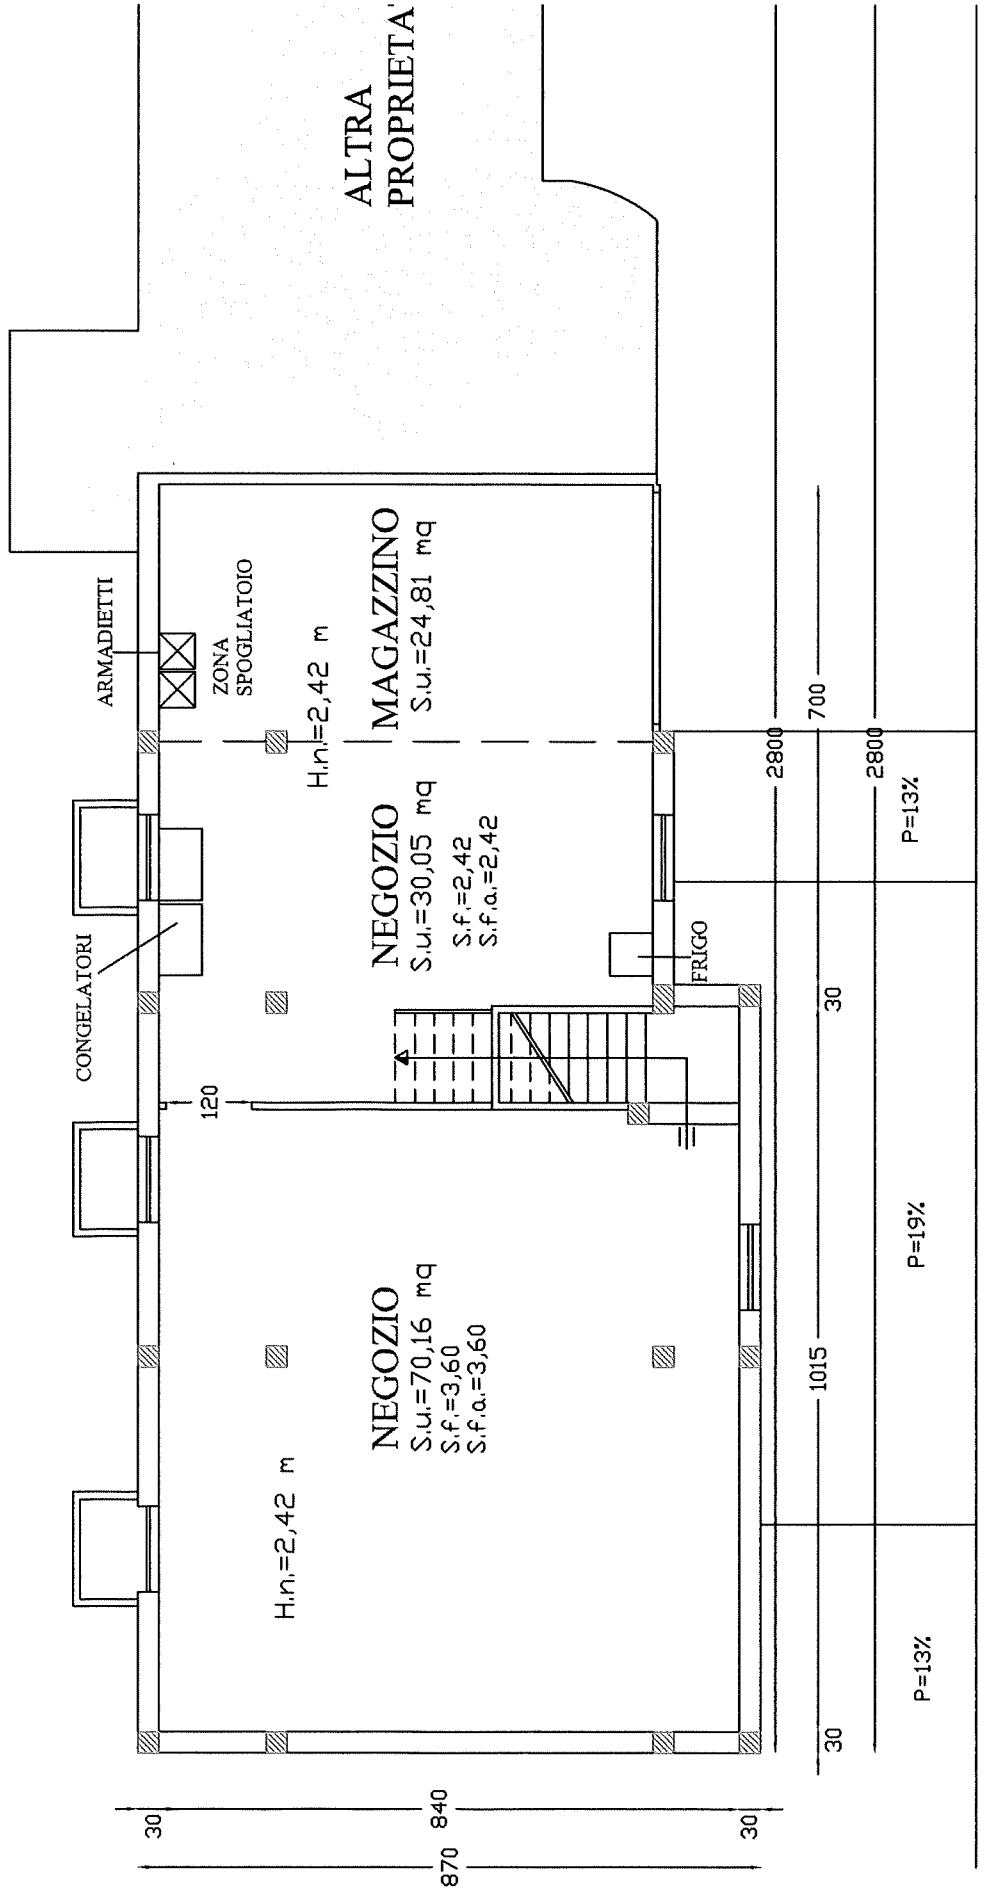 ALTRA
PROPRIETA'
ARMADIETTI
ZONA
SPOGLIATOIO
H.n.=2,42 m
MAGAZZINO
S.u.=24,81 mq
CONGELATORI
NEGOZIO
S.u.=30,05 mq
S.f.=2,42
S.f.a.=2,42
FRIGO
120
NEGOZIO
S.u.=70,16 mq
S.f.=3,60
S.f.a.=3,60
H.n.=2,42 m
30
840
30
870
30
1015
30
700
2800
2800
P=13%
P=19%
P=13%